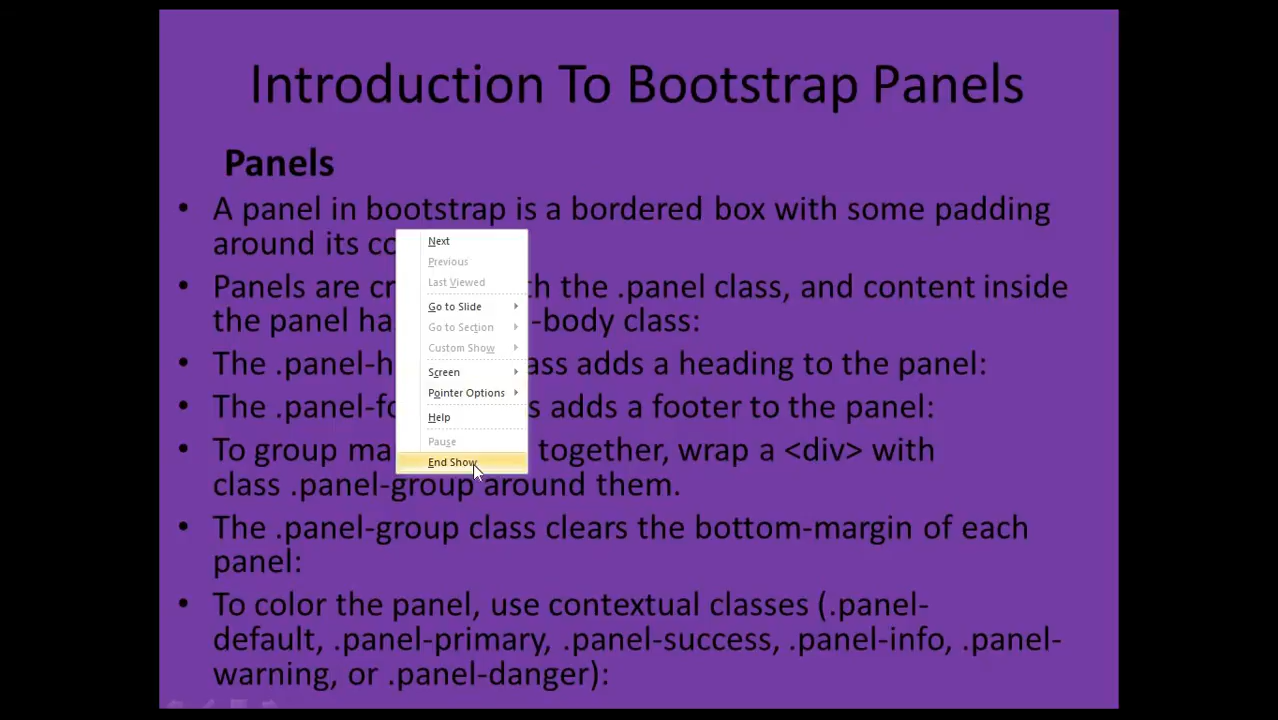 Introduction To Bootstrap Panels
Panels
• A panel in bootstrap is a bordered box with some padding
around its co
• Panels are cr th the .panel class, and content inside
the panel ha -body class:
• The .panel-h ass adds a heading to the panel:
• The .panel-fo s adds a footer to the panel:
• To group ma together, wrap a <div> with
class .panel-group around them.
• The .panel-group class clears the bottom-margin of each
panel:
• To color the panel, use contextual classes (.panel-
default, .panel-primary, .panel-success, .panel-info, .panel-
warning, or .panel-danger):
Next
Previous
Last Viewed
Go to Slide
Go to Section
Custom Show
Screen
Pointer Options
Help
Pause
End Show